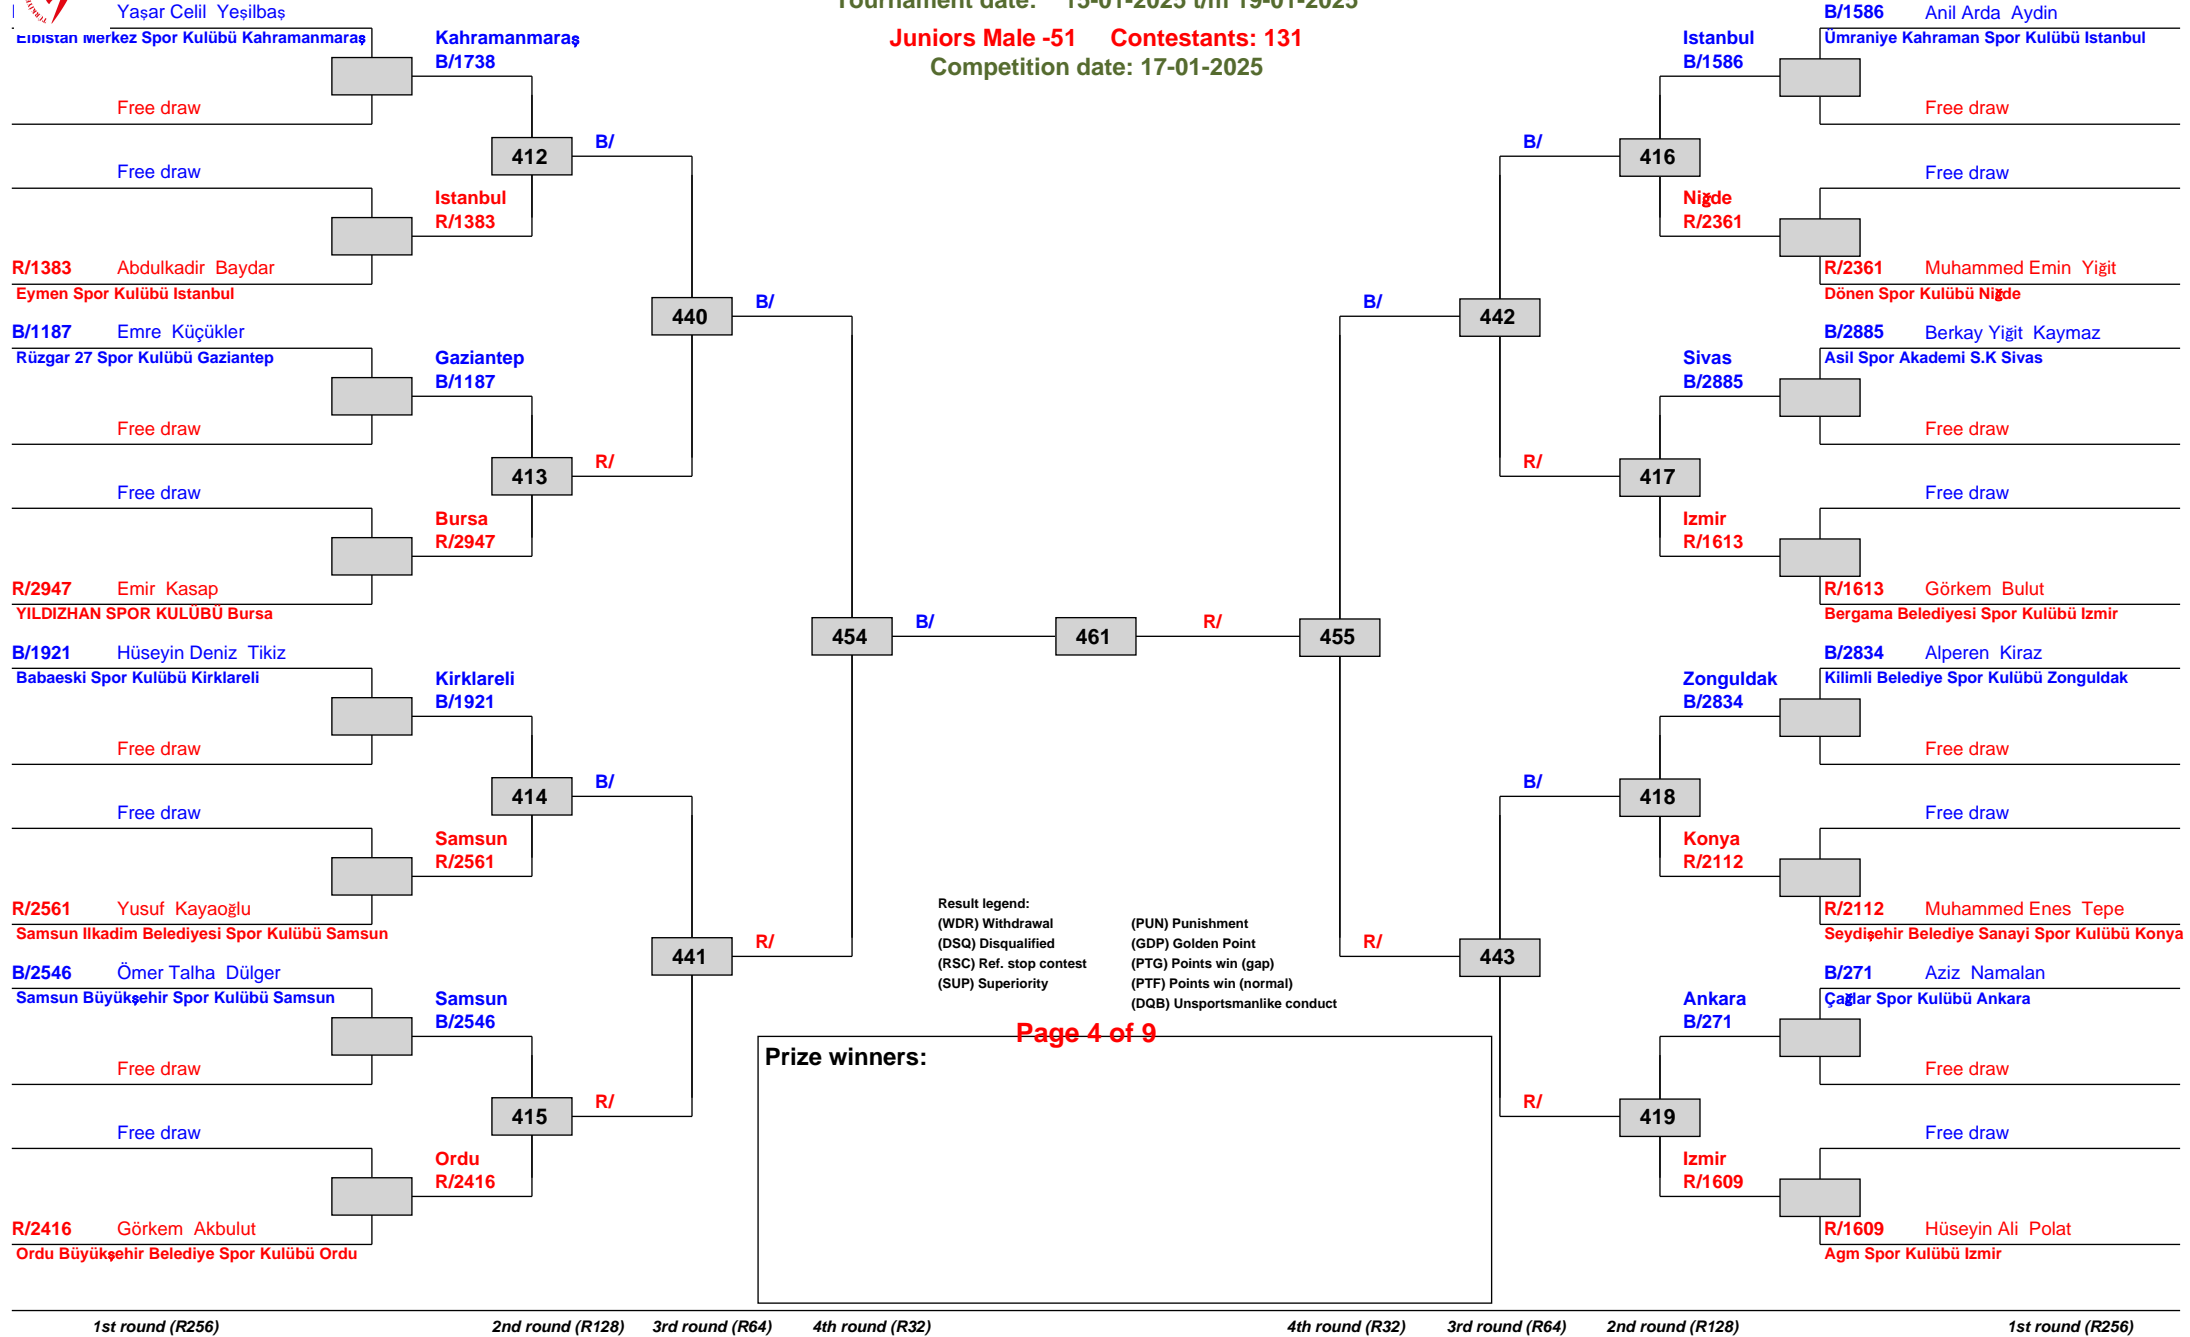 Tournament date: 15-01-2025 t/m 19-01-2025
Juniors Male -51 Contestants: 131
Competition date: 17-01-2025
Yaşar Celil Yeşilbaş
Elbistan Merkez Spor Kulübü Kahramanmaraş
Free draw
Free draw
R/1383 Abdulkadir Baydar
Eymen Spor Kulübü Istanbul
B/1187 Emre Küçükler
Rüzgar 27 Spor Kulübü Gaziantep
Free draw
Free draw
R/2947 Emir Kasap
YILDIZHAN SPOR KULÜBÜ Bursa
B/1921 Hüseyin Deniz Tikiz
Babaeski Spor Kulübü Kirklareli
Free draw
Free draw
R/2561 Yusuf Kayaoğlu
Samsun Ilkadim Belediyesi Spor Kulübü Samsun
B/2546 Ömer Talha Dülger
Samsun Büyükşehir Spor Kulübü Samsun
Free draw
Free draw
R/2416 Görkem Akbulut
Ordu Büyükşehir Belediye Spor Kulübü Ordu
Kahramanmaraş
B/1738
412
Istanbul
R/1383
Gaziantep
B/1187
413
Bursa
R/2947
Kirklareli
B/1921
414
Samsun
R/2561
Samsun
B/2546
415
Ordu
R/2416
B/
440
R/
B/
441
R/
B/
454
R/
B/
461
R/
B/
455
R/
B/
442
R/
B/
443
R/
Istanbul
B/1586
416
Niğde
R/2361
Sivas
B/2885
417
Izmir
R/1613
Zonguldak
B/2834
418
Konya
R/2112
Ankara
B/271
419
Izmir
R/1609
B/1586 Anil Arda Aydin
Ümraniye Kahraman Spor Kulübü Istanbul
Free draw
Free draw
R/2361 Muhammed Emin Yiğit
Dönen Spor Kulübü Niğde
B/2885 Berkay Yiğit Kaymaz
Asil Spor Akademi S.K Sivas
Free draw
Free draw
R/1613 Görkem Bulut
Bergama Belediyesi Spor Kulübü Izmir
B/2834 Alperen Kiraz
Kilimli Belediye Spor Kulübü Zonguldak
Free draw
Free draw
R/2112 Muhammed Enes Tepe
Seydişehir Belediye Sanayi Spor Kulübü Konya
B/271 Aziz Namalan
Çağlar Spor Kulübü Ankara
Free draw
Free draw
R/1609 Hüseyin Ali Polat
Agm Spor Kulübü Izmir
Result legend:
(WDR) Withdrawal (PUN) Punishment
(DSQ) Disqualified (GDP) Golden Point
(RSC) Ref. stop contest (PTG) Points win (gap)
(SUP) Superiority (PTF) Points win (normal)
(DQB) Unsportsmanlike conduct
Page 4 of 9
Prize winners:
1st round (R256) 2nd round (R128) 3rd round (R64) 4th round (R32) 4th round (R32) 3rd round (R64) 2nd round (R128) 1st round (R256)